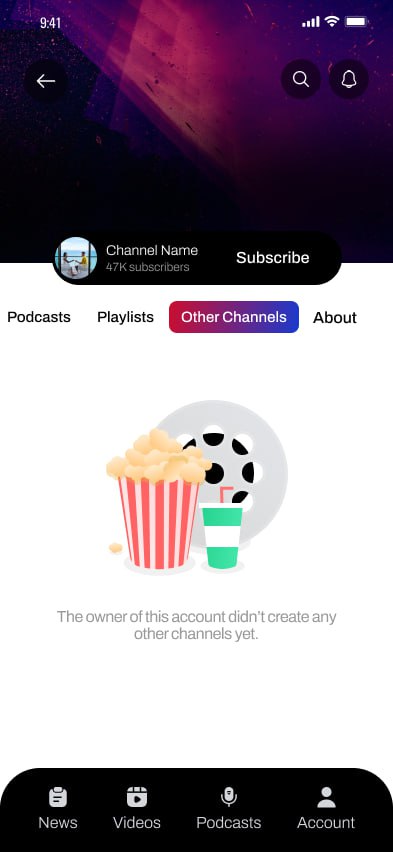 9:41
Channel Name
47K subscribers
Subscribe
Podcasts Playlists Other Channels About
The owner of this account didn't create any
other channels yet.
News Videos Podcasts Account